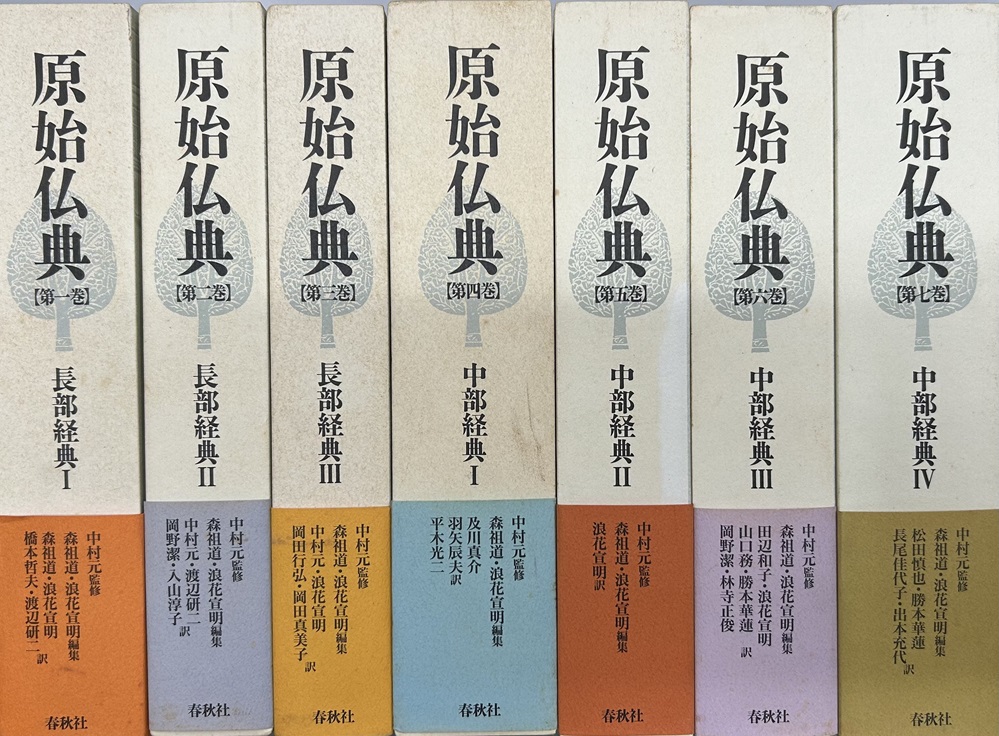 原始仏典
【第一巻】
長部経典Ⅰ
中村元監修
森祖道・浪花宣明編集
森祖道・浪花宣明
橋本哲夫・渡辺研二訳
春秋社
原始仏典
【第二巻】
長部経典Ⅱ
中村元監修
森祖道・浪花宣明編集
中村元・渡辺研二
岡野潔・入山淳子訳
春秋社
原始仏典
【第三巻】
長部経典Ⅲ
中村元監修
森祖道・浪花宣明編集
中村元・浪花宣明
岡田行弘・岡田真美子訳
春秋社
原始仏典
【第四巻】
中部経典Ⅰ
中村元監修
森祖道・浪花宣明編集
及川真介
羽矢辰夫訳
平木光二
春秋社
原始仏典
【第五巻】
中部経典Ⅱ
中村元監修
森祖道・浪花宣明編集
浪花宣明訳
春秋社
原始仏典
【第六巻】
中部経典Ⅲ
中村元監修
森祖道・浪花宣明編集
田辺和子・浪花宣明
山口務・勝本華蓮訳
岡野潔・林寺正俊
春秋社
原始仏典
【第七巻】
中部経典Ⅳ
中村元監修
森祖道・浪花宣明編集
松田慎也・勝本華蓮
長尾佳代子・出本充代訳
春秋社